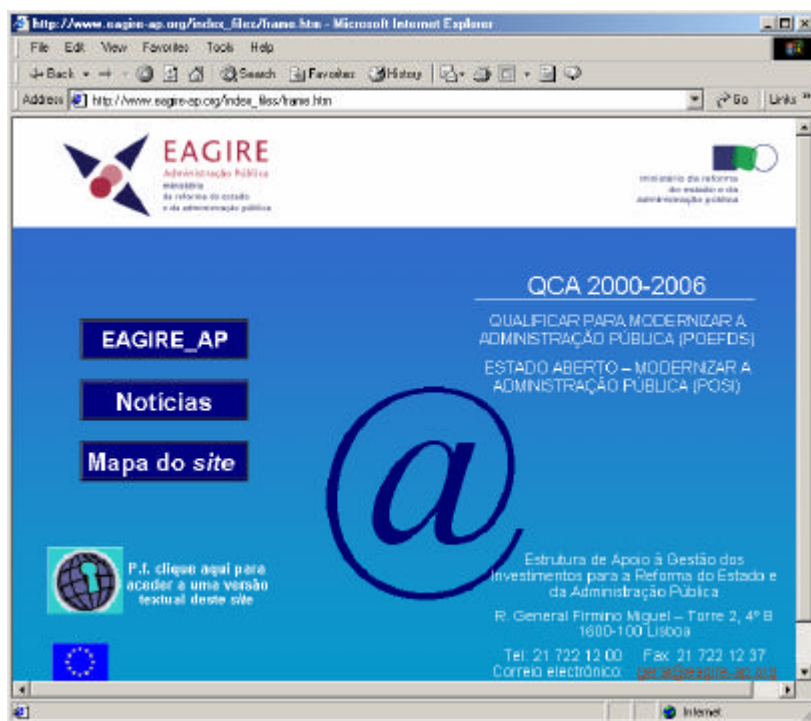 http://www.eagire-ap.org/index_files/frame.htm - Microsoft Internet Explorer
File Edit View Favorites Tools Help
Back Search Favorites History
Address http://www.eagire-ap.org/index_files/frame.htm Go Links »
EAGIRE
Administração Pública
ministério
da reforma do estado
e da administração pública
ministério da reforma
do estado e da
administração pública
QCA 2000-2006
QUALIFICAR PARA MODERNIZAR A
ADMINISTRAÇÃO PÚBLICA (POEFDS)
ESTADO ABERTO – MODERNIZAR A
ADMINISTRAÇÃO PÚBLICA (POSI)
EAGIRE_AP
Notícias
Mapa do site
@
P.f. clique aqui para
aceder a uma versão
textual deste site
Estrutura de Apoio à Gestão dos
Investimentos para a Reforma do Estado e
da Administração Pública
R. General Firmino Miguel – Torre 2, 4º B
1600-100 Lisboa
Tel: 21 722 12 00 Fax: 21 722 12 37
Correio electrónico: geral@eagire-ap.org
Internet